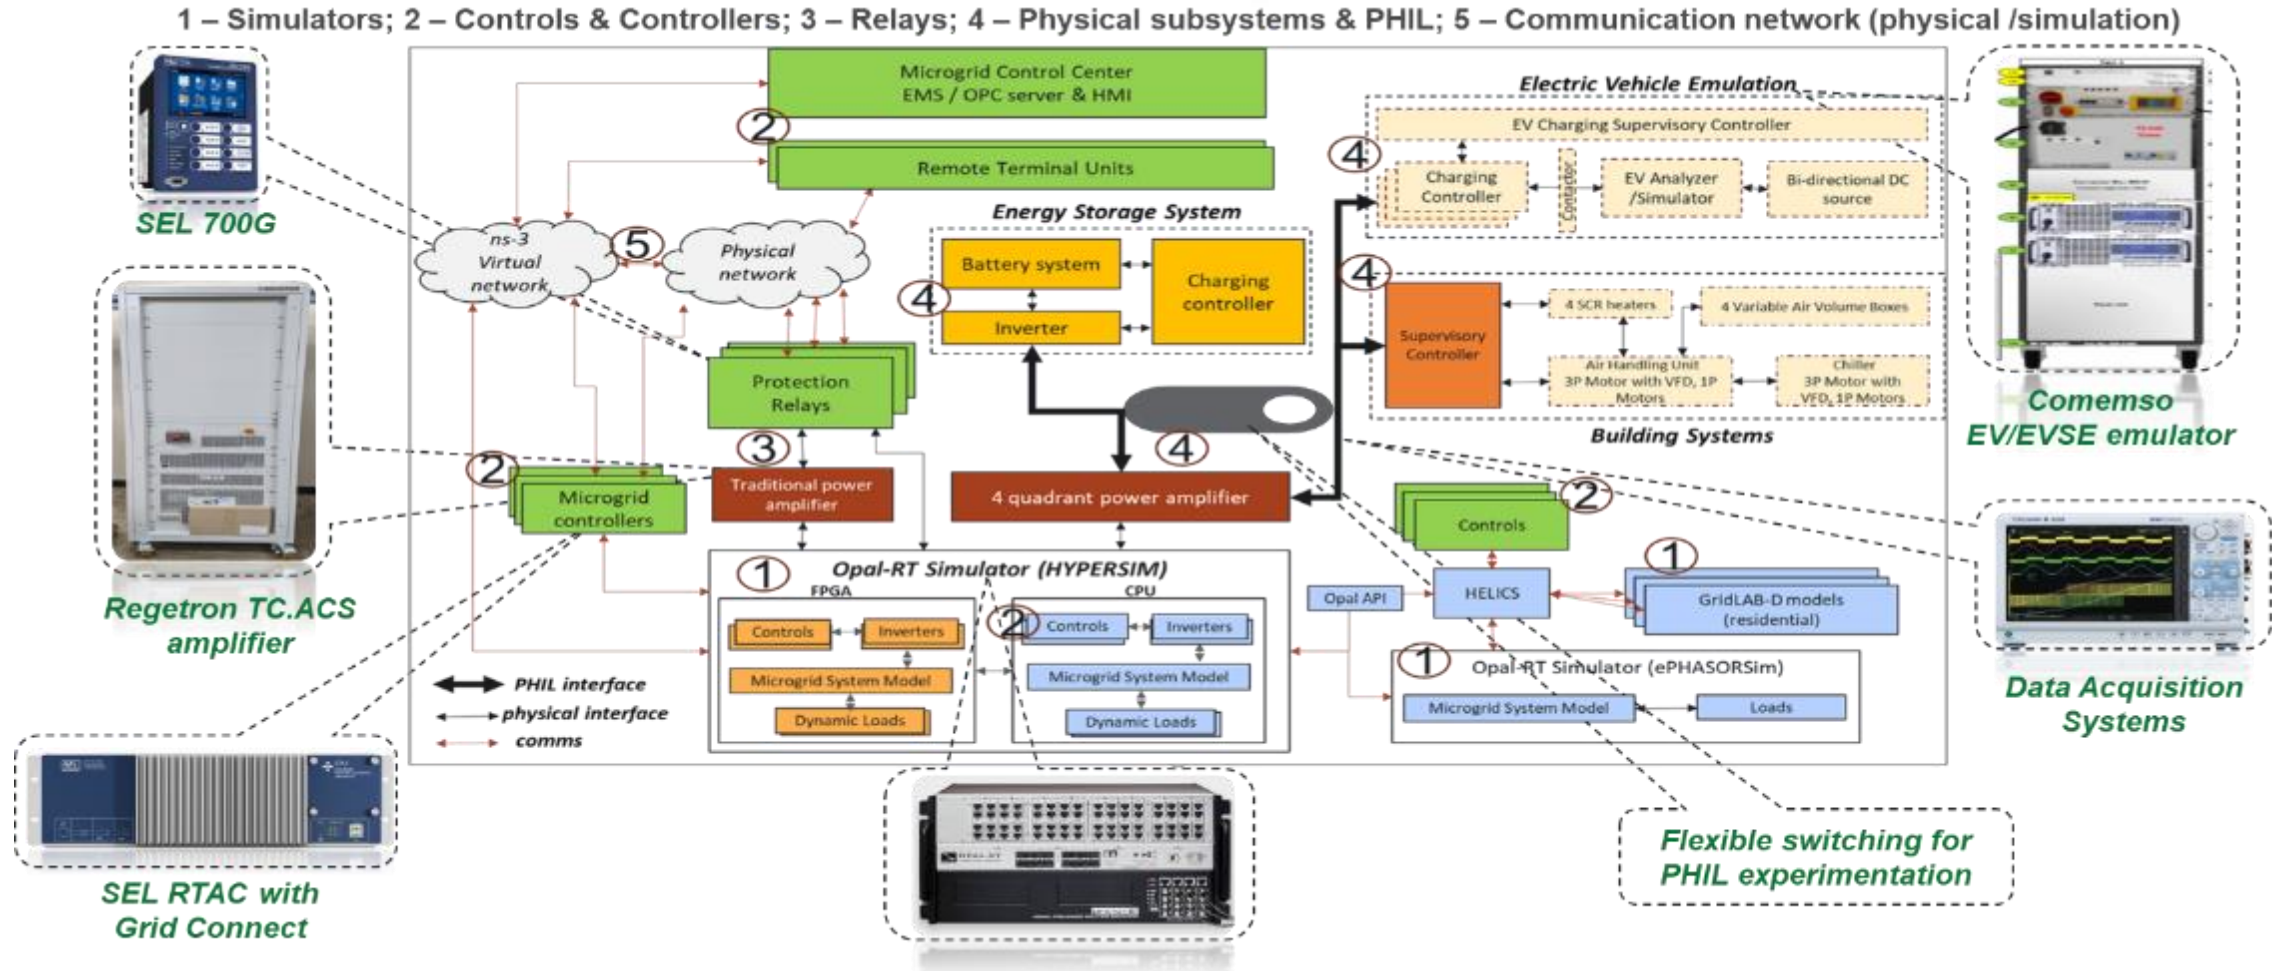 1 – Simulators; 2 – Controls & Controllers; 3 – Relays; 4 – Physical subsystems & PHIL; 5 – Communication network (physical /simulation)
SEL 700G
Regetron TC.ACS
amplifier
SEL RTAC with
Grid Connect
Microgrid Control Center
EMS / OPC server & HMI
2
Remote Terminal Units
ns-3
Virtual
network
5
Physical
network
Energy Storage System
4
Battery system
Inverter
Charging
controller
Protection
Relays
3
Traditional power
amplifier
2
Microgrid
controllers
4
4 quadrant power amplifier
1
Opal-RT Simulator (HYPERSIM)
FPGA
Controls
Inverters
Microgrid System Model
Dynamic Loads
CPU
2
Controls
Inverters
Microgrid System Model
Dynamic Loads
PHIL interface
physical interface
comms
Electric Vehicle Emulation
4
EV Charging Supervisory Controller
Charging
Controller
Contactor
EV Analyzer
/Simulator
Bi-directional DC
source
4
Supervisory
Controller
4 SCR heaters
4 Variable Air Volume Boxes
Air Handling Unit
3P Motor with VFD, 1P
Motors
Chiller
3P Motor with
VFD, 1P Motors
Building Systems
2
Controls
Opal API
HELICS
1
GridLAB-D models
(residential)
1
Opal-RT Simulator (ePHASORSim)
Microgrid System Model
Loads
Comemso
EV/EVSE emulator
Data Acquisition
Systems
Flexible switching for
PHIL experimentation
OPAL-RT